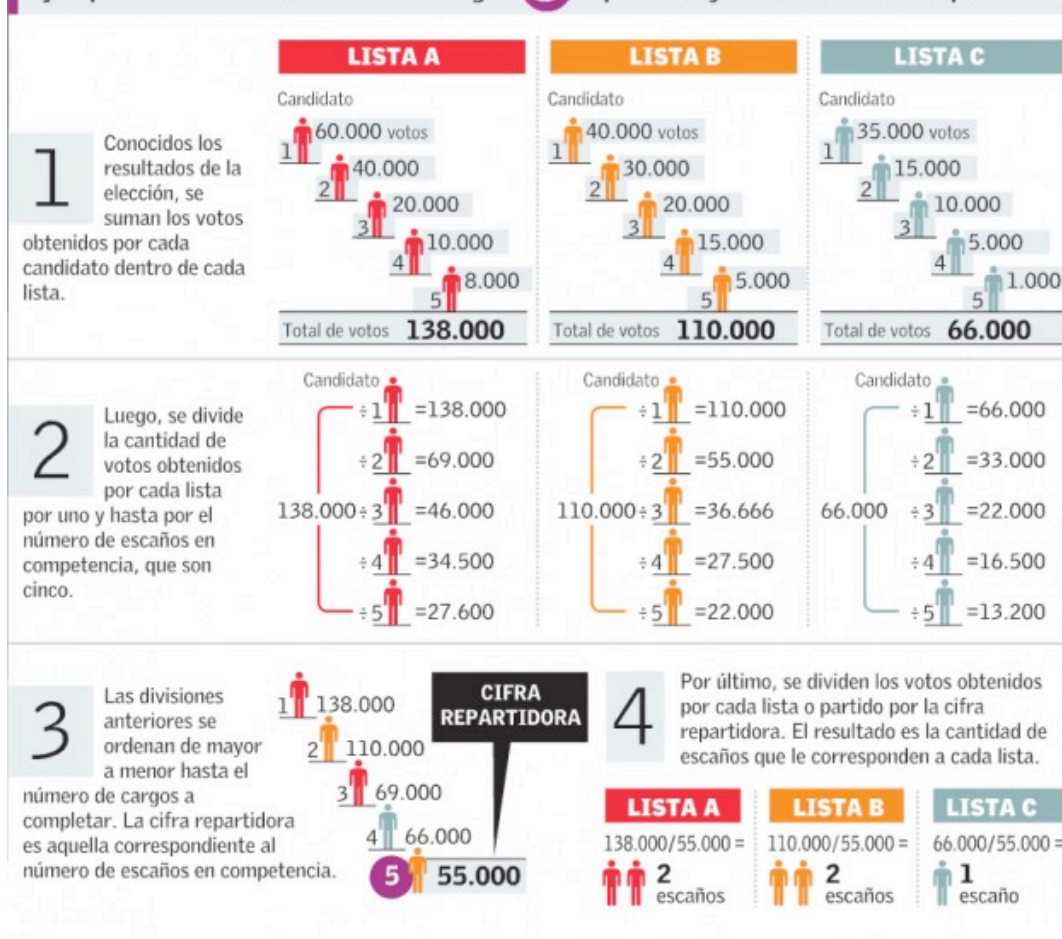 LISTA A
LISTA B
LISTA C
1
Conocidos los
resultados de la
elección, se
suman los votos
obtenidos por cada
candidato dentro de cada
lista.
Candidato
1 60.000 votos
2 40.000
3 20.000
4 10.000
5 8.000
Total de votos 138.000
Candidato
1 40.000 votos
2 30.000
3 20.000
4 15.000
5 5.000
Total de votos 110.000
Candidato
1 35.000 votos
2 15.000
3 10.000
4 5.000
5 1.000
Total de votos 66.000
2
Luego, se divide
la cantidad de
votos obtenidos
por cada lista
por uno y hasta por el
número de escaños en
competencia, que son
cinco.
Candidato
÷1 =138.000
÷2 =69.000
138.000 ÷3 =46.000
÷4 =34.500
÷5 =27.600
Candidato
÷1 =110.000
÷2 =55.000
110.000 ÷3 =36.666
÷4 =27.500
÷5 =22.000
Candidato
÷1 =66.000
÷2 =33.000
66.000 ÷3 =22.000
÷4 =16.500
÷5 =13.200
3
Las divisiones
anteriores se
ordenan de mayor
a menor hasta el
número de cargos a
completar. La cifra repartidora
es aquella correspondiente al
número de escaños en competencia.
1 138.000
2 110.000
3 69.000
4 66.000
5 55.000
CIFRA
REPARTIDORA
4
Por último, se dividen los votos obtenidos
por cada lista o partido por la cifra
repartidora. El resultado es la cantidad de
escaños que le corresponden a cada lista.
LISTA A
138.000/55.000 =
2
escaños
LISTA B
110.000/55.000 =
2
escaños
LISTA C
66.000/55.000 =
1
escaño